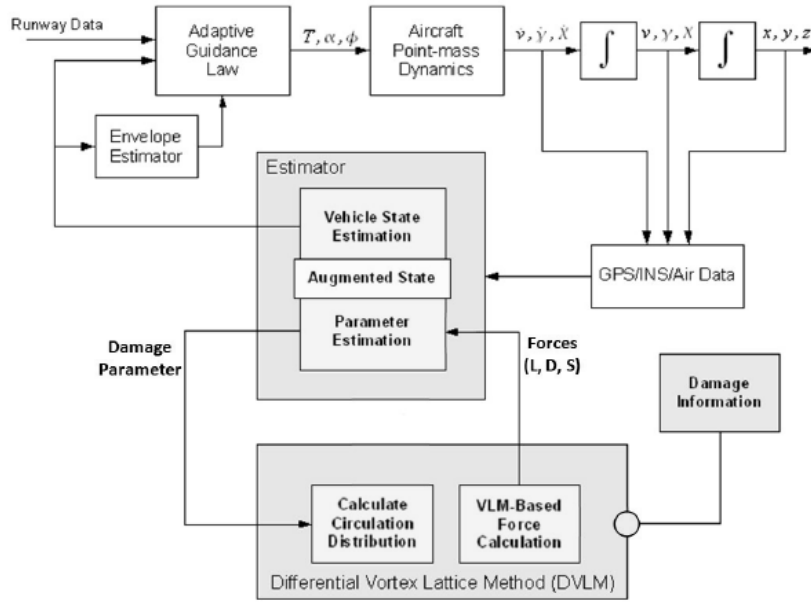 Runway Data
Adaptive
Guidance
Law
T, α, ϕ
Aircraft
Point-mass
Dynamics
v̇, γ̇, Ẋ
∫
v, γ, X
∫
x, y, z
Envelope
Estimator
Estimator
Vehicle State
Estimation
Augmented State
Parameter
Estimation
GPS/INS/Air Data
Damage
Parameter
Forces
(L, D, S)
Damage
Information
Calculate
Circulation
Distribution
VLM-Based
Force
Calculation
Differential Vortex Lattice Method (DVLM)